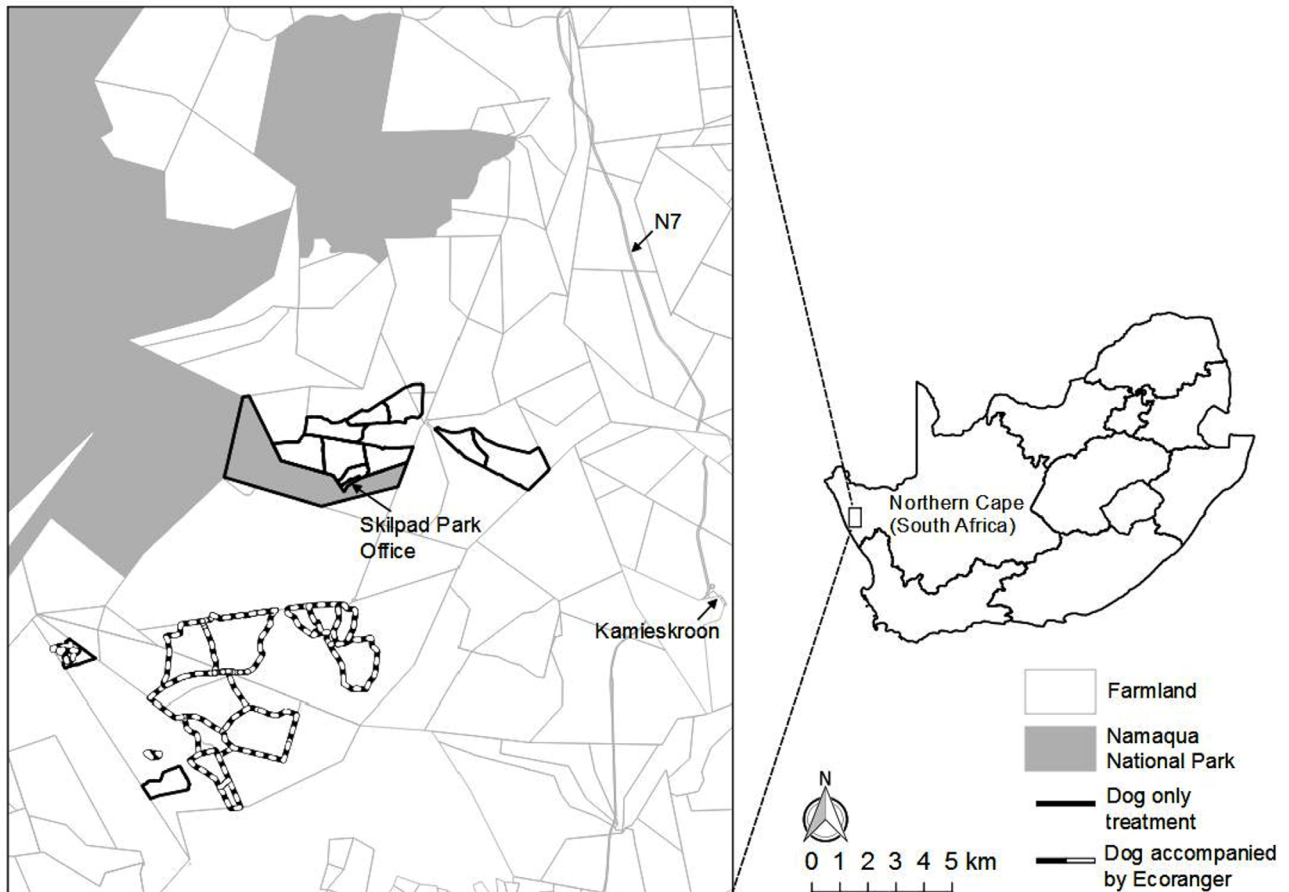 N7
Skilpad Park
Office
Kamieskroon
Northern Cape
(South Africa)
Farmland
Namaqua
National Park
Dog only
treatment
Dog accompanied
by Ecoranger
N
0 1 2 3 4 5 km